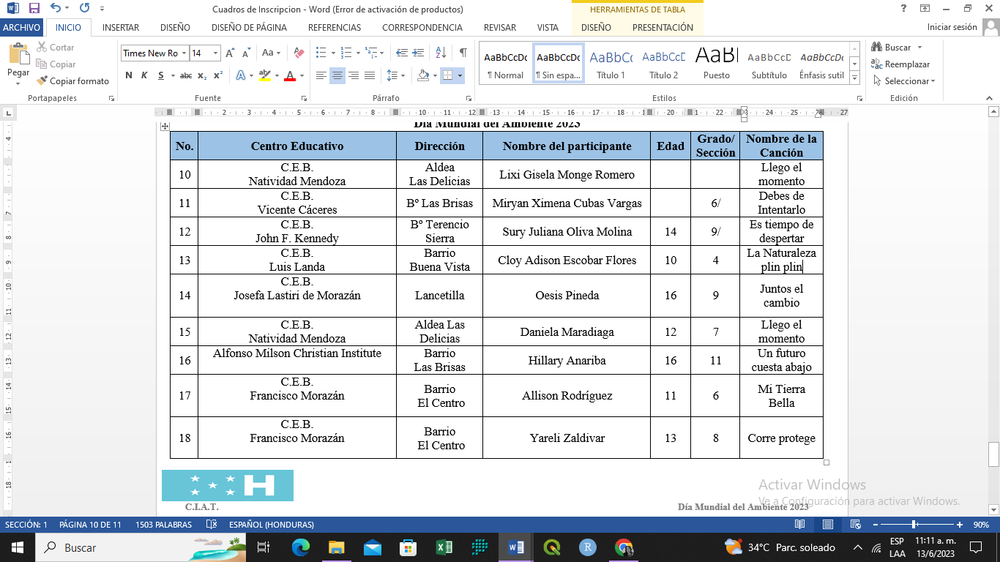 Cuadros de Inscripcion - Word (Error de activación de productos)
HERRAMIENTAS DE TABLA
ARCHIVO INICIO INSERTAR DISEÑO DISEÑO DE PÁGINA REFERENCIAS CORRESPONDENCIA REVISAR VISTA DISEÑO PRESENTACIÓN Iniciar sesión
Pegar
Cortar
Copiar
Copiar formato
Portapapeles
Times New Ro 14
N K S abc x₂ x²
Fuente
Párrafo
AaBbCcDc AaBbCcDc AaBbCc AaBbCcD AaBl AaBbCcD AaBbCcDc
¶ Normal ¶ Sin espa... Título 1 Título 2 Puesto Subtítulo Énfasis sutil
Estilos
Buscar
Reemplazar
Seleccionar
Edición
Día Mundial del Ambiente 2023
No. Centro Educativo Dirección Nombre del participante Edad Grado/ Sección Nombre de la Canción
10 C.E.B. Natividad Mendoza Aldea Las Delicias Lixi Gisela Monge Romero Llego el momento
11 C.E.B. Vicente Cáceres Bº Las Brisas Miryan Ximena Cubas Vargas 6/ Debes de Intentarlo
12 C.E.B. John F. Kennedy Bº Terencio Sierra Sury Juliana Oliva Molina 14 9/ Es tiempo de despertar
13 C.E.B. Luis Landa Barrio Buena Vista Cloy Adison Escobar Flores 10 4 La Naturaleza plin plin
14 C.E.B. Josefa Lastiri de Morazán Lancetilla Oesis Pineda 16 9 Juntos el cambio
15 C.E.B. Natividad Mendoza Aldea Las Delicias Daniela Maradiaga 12 7 Llego el momento
16 Alfonso Milson Christian Institute Barrio Las Brisas Hillary Anariba 16 11 Un futuro cuesta abajo
17 C.E.B. Francisco Morazán Barrio El Centro Allison Rodríguez 11 6 Mi Tierra Bella
18 C.E.B. Francisco Morazán Barrio El Centro Yareli Zaldivar 13 8 Corre protege
H
C.I.A.T. Día Mundial del Ambiente 2023
Activar Windows
Ve a Configuración para activar Windows.
SECCIÓN: 1 PÁGINA 10 DE 11 1503 PALABRAS ESPAÑOL (HONDURAS) 90%
Buscar
34°C Parc. soleado
ESP
LAA
11:11 a. m.
13/6/2023